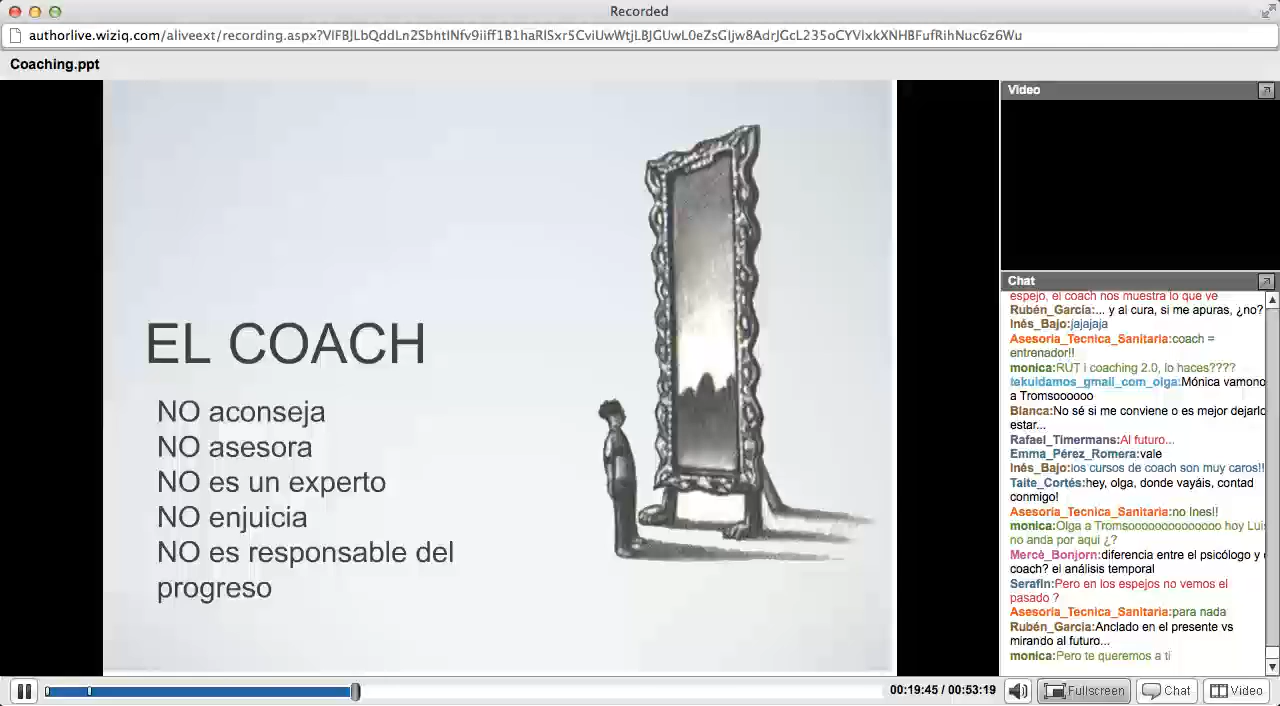 Recorded
authorlive.wiziq.com/aliveext/recording.aspx?VIFBJLbQddLn2SbhtINfv9iiff1B1haRISxr5CviUwWtjLBJGUwL0eZsGIjw8AdrJGcL235oCYVIxkXNHBFufRihNuc6z6Wu
Coaching.ppt
EL COACH
NO aconseja
NO asesora
NO es un experto
NO enjuicia
NO es responsable del
progreso
Video
Chat
espejo, el coach nos muestra lo que ve
Rubén_García:... y al cura, si me apuras, ¿no?
Inés_Bajo:jajajaja
Asesoria_Tecnica_Sanitaria:coach =
entrenador!!
monica:RUT i coaching 2.0, lo haces????
tekuidamos_gmail_com_olga:Mónica vamono
a Tromsooooo
Blanca:No sé si me conviene o es mejor dejarlo
estar...
Rafael_Timermans:Al futuro...
Emma_Pérez_Romera:vale
Inés_Bajo:los cursos de coach son muy caros!!
Taite_Cortés:hey, olga, donde vayáis, contad
conmigo!
Asesoria_Tecnica_Sanitaria:no Ines!!
monica:Olga a Tromsoooooooooooooo hoy Luis
no anda por aqui ¿?
Mercè_Bonjorn:diferencia entre el psicólogo y
coach? el análisis temporal
Serafin:Pero en los espejos no vemos el
pasado ?
Asesoria_Tecnica_Sanitaria:para nada
Rubén_García:Anclado en el presente vs
mirando al futuro...
monica:Pero te queremos a ti
00:19:45 / 00:53:19
Fullscreen
Chat
Video